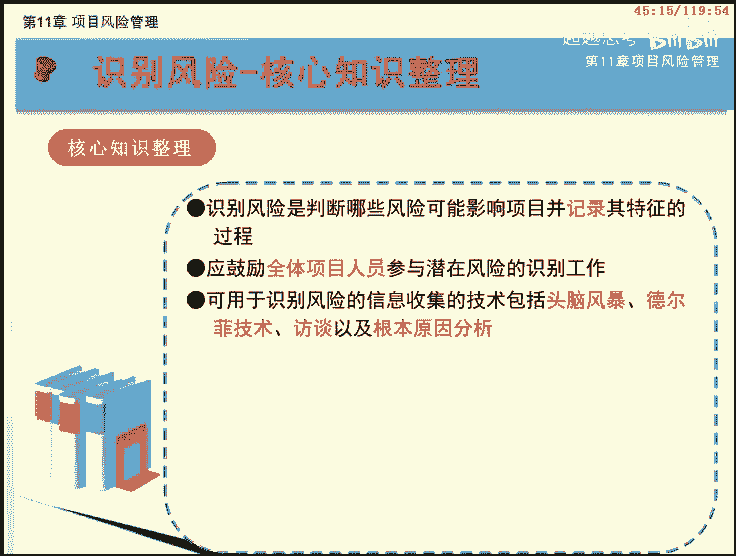 45:15/119:54
第11章 项目风险管理
识别风险-核心知识整理
第11章项目风险管理
核心知识整理
●识别风险是判断哪些风险可能影响项目并记录其特征的
过程
●应鼓励全体项目人员参与潜在风险的识别工作
●可用于识别风险的信息收集的技术包括头脑风暴、德尔
菲技术、访谈以及根本原因分析